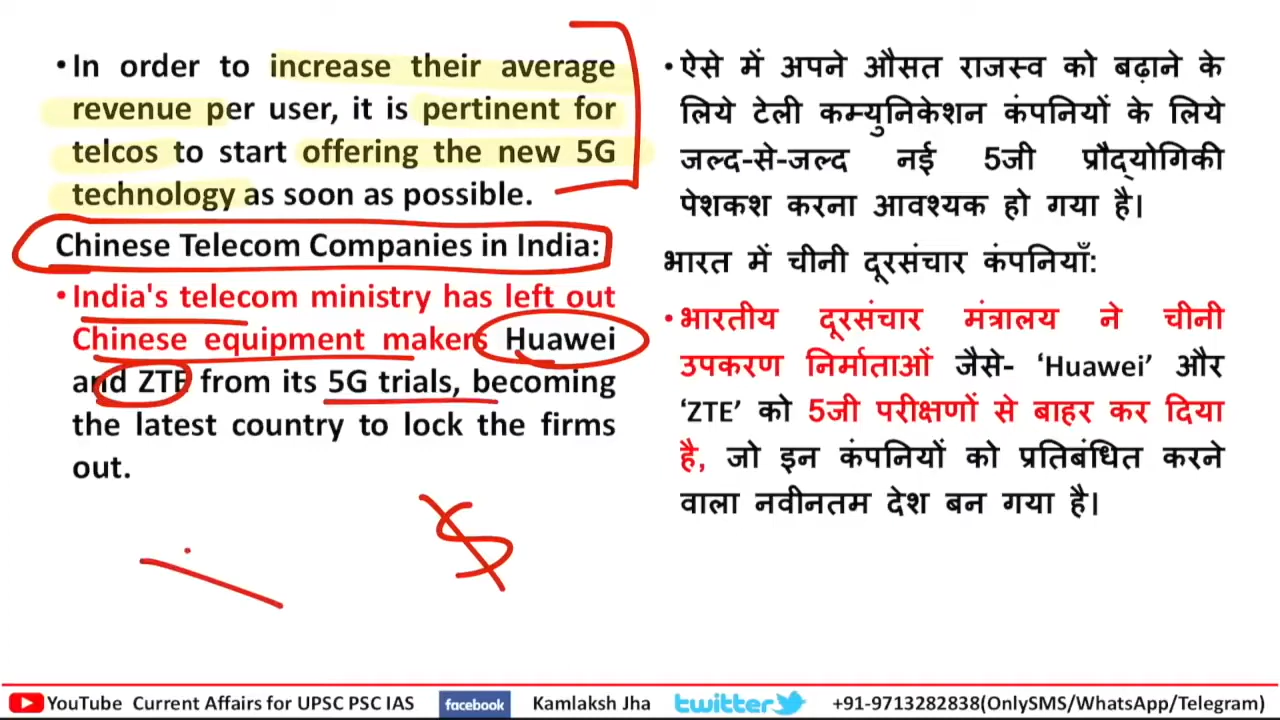 •In order to increase their average
revenue per user, it is pertinent for
telcos to start offering the new 5G
technology as soon as possible.
Chinese Telecom Companies in India:
•India's telecom ministry has left out
Chinese equipment makers Huawei
and ZTE from its 5G trials, becoming
the latest country to lock the firms
out.
$
•ऐसे में अपने औसत राजस्व को बढ़ाने के
लिये टेली कम्युनिकेशन कंपनियों के लिये
जल्द-से-जल्द नई 5जी प्रौद्योगिकी
पेशकश करना आवश्यक हो गया है।
भारत में चीनी दूरसंचार कंपनियाँ:
•भारतीय दूरसंचार मंत्रालय ने चीनी
उपकरण निर्माताओं जैसे- ‘Huawei’ और
‘ZTE’ को 5जी परीक्षणों से बाहर कर दिया
है, जो इन कंपनियों को प्रतिबंधित करने
वाला नवीनतम देश बन गया है।
YouTube Current Affairs for UPSC PSC IAS facebook Kamlaksh Jha twitter +91-9713282838(OnlySMS/WhatsApp/Telegram)